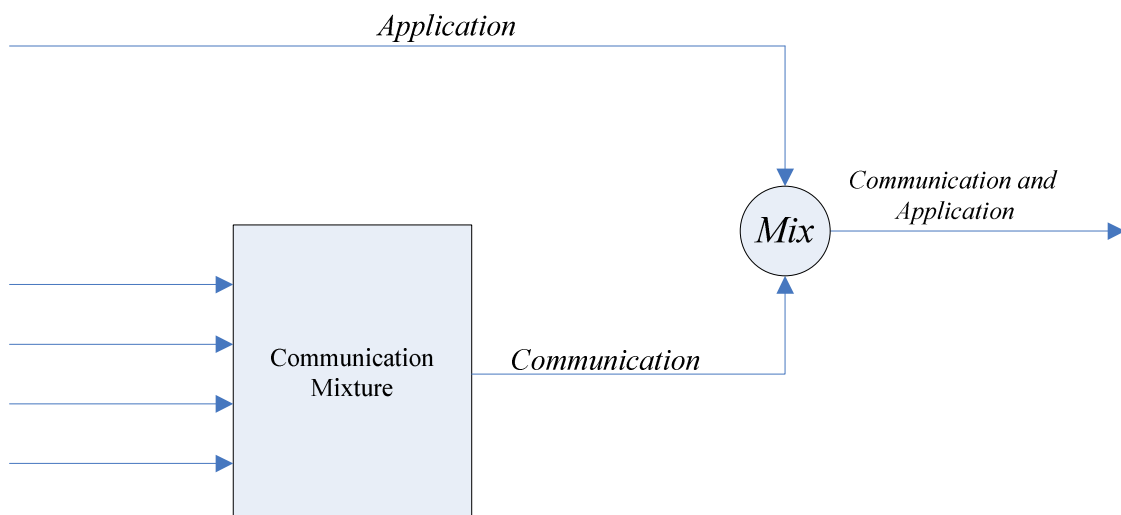 Application
Communication and
Application
Mix
Communication
Mixture
Communication